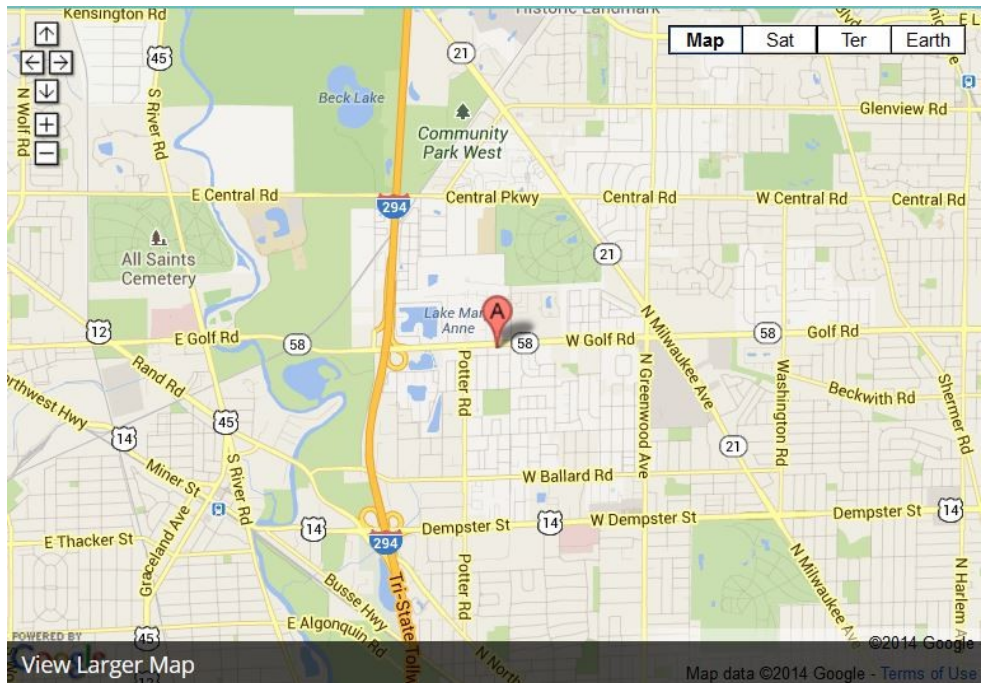 Kensington Rd
Historic Landmark
E L
Map
Sat
Ter
Earth
45
21
N Wolf Rd
S River Rd
Beck Lake
Glenview Rd
Community
Park West
E Central Rd
294
Central Pkwy
Central Rd
W Central Rd
Central Rd
All Saints
Cemetery
21
Lake Mar
Anne
A
12
E Golf Rd
58
58
W Golf Rd
58
Golf Rd
N Milwaukee Ave
Rand Rd
Potter Rd
N Greenwood Ave
Washington Rd
Beckwith Rd
Shermer Rd
orthwest Hwy
14
45
21
Miner St
S River Rd
W Ballard Rd
14
Dempster St
14
W Dempster St
Dempster St
14
E Thacker St
Graceland Ave
294
Potter Rd
N Milwaukee Ave
N Harlem A
Busse Hwy
Tri-State Tollw
E Algonquin Rd
N North
45
POWERED BY
Google
©2014 Google
View Larger Map
Map data ©2014 Google - Terms of Use